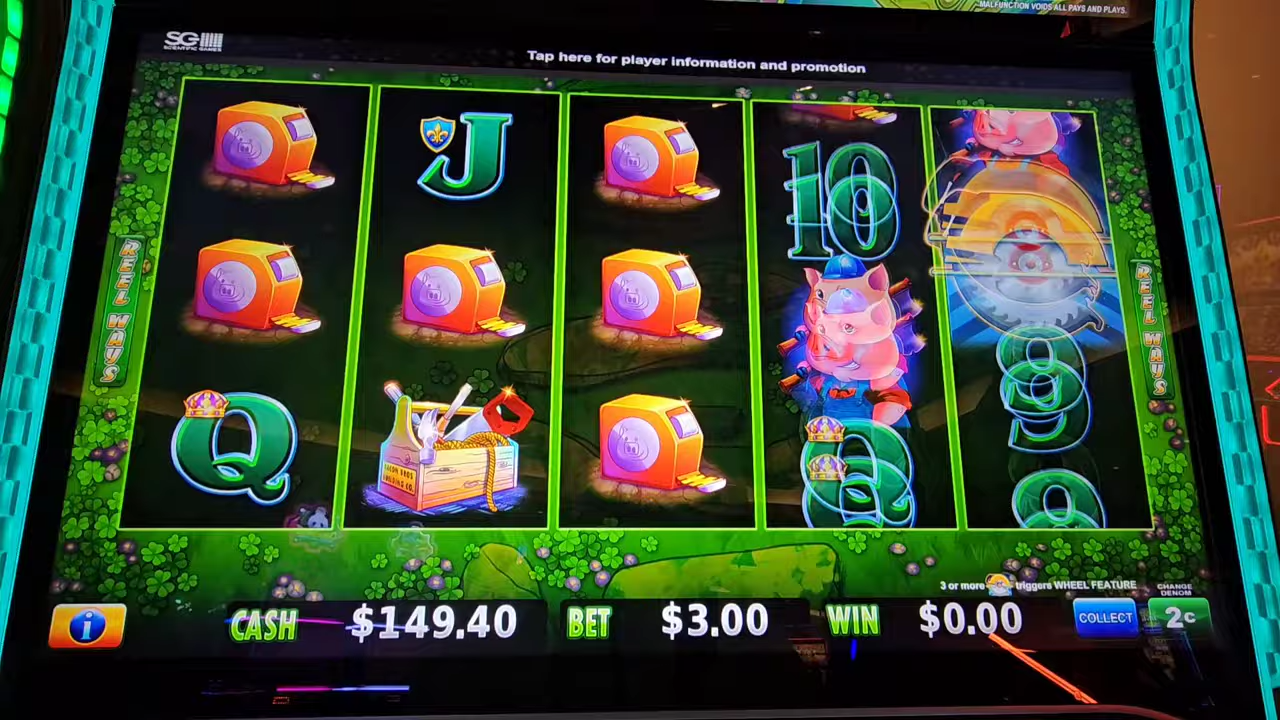 MALFUNCTION VOIDS ALL PAYS AND PLAYS.
SG
SCIENTIFIC GAMES
Tap here for player information and promotion
J
10
REEL WAYS
REEL WAYS
9
Q
BUILDING CO.
Q
9
3 or more triggers WHEEL FEATURE
CHANGE DENOM
i
CASH $149.40 BET $3.00 WIN $0.00 COLLECT 2¢